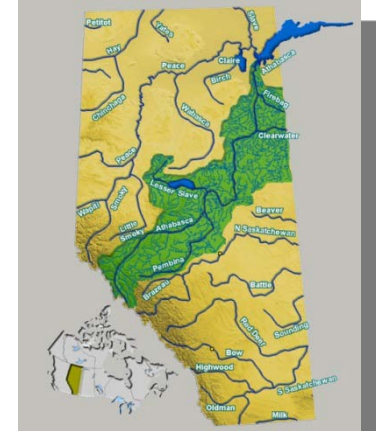 Petitot
Yates
Slave
Hay
Peace
Claire
Athabasca
Birch
Firebag
Chinchaga
Wabasca
Clearwater
Peace
Lesser Slave
Smoky
Wapiti
Beaver
Little
Smoky
Athabasca
N Saskatchewan
Pembina
Brazeau
Battle
Red Deer
Sounding
Bow
Highwood
S Saskatchewan
Oldman
Milk